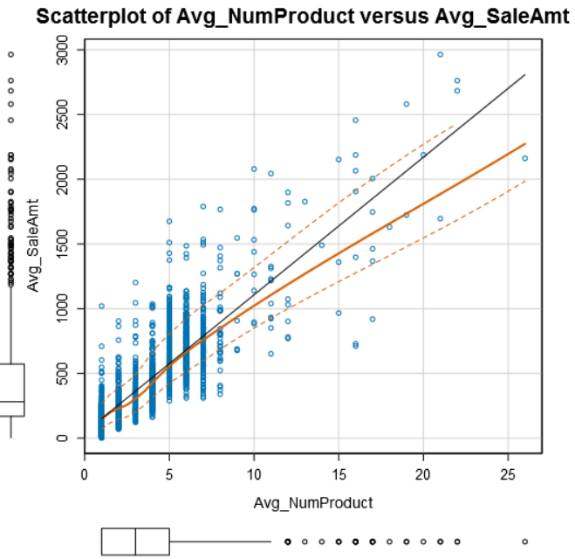 Scatterplot of Avg_NumProduct versus Avg_SaleAmt
3000
2500
2000
1500
1000
500
0
Avg_SaleAmt
0 5 10 15 20 25
Avg_NumProduct